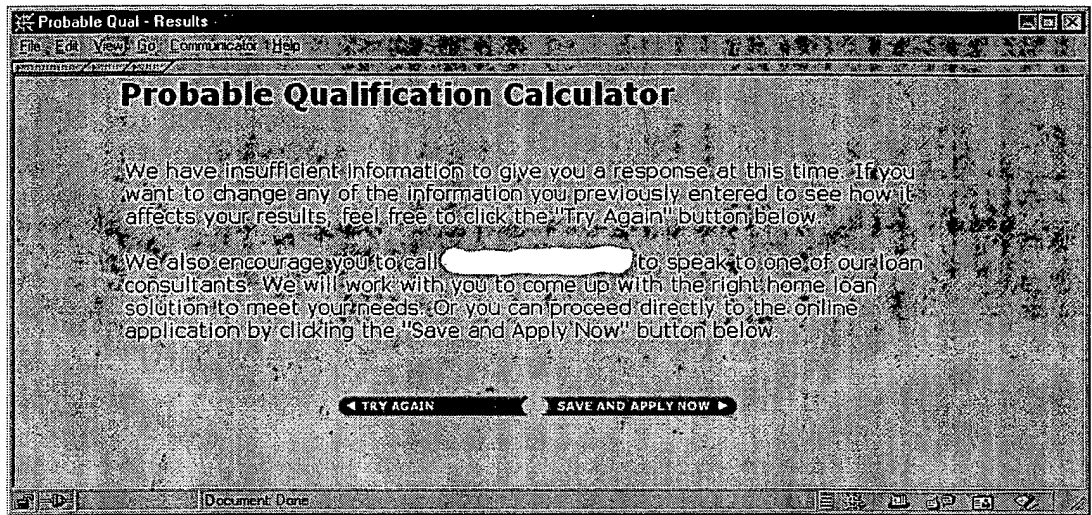 Probable Qual - Results
File Edit View Go Communicator Help
Probable Qualification Calculator
We have insufficient information to give you a response at this time. If you
want to change any of the information you previously entered to see how it
affects your results, feel free to click the "Try Again" button below.
We also encourage you to call to speak to one of our loan
consultants. We will work with you to come up with the right home loan
solution to meet your needs. Or you can proceed directly to the online
application by clicking the "Save and Apply Now" button below.
TRY AGAIN SAVE AND APPLY NOW
Document: Done